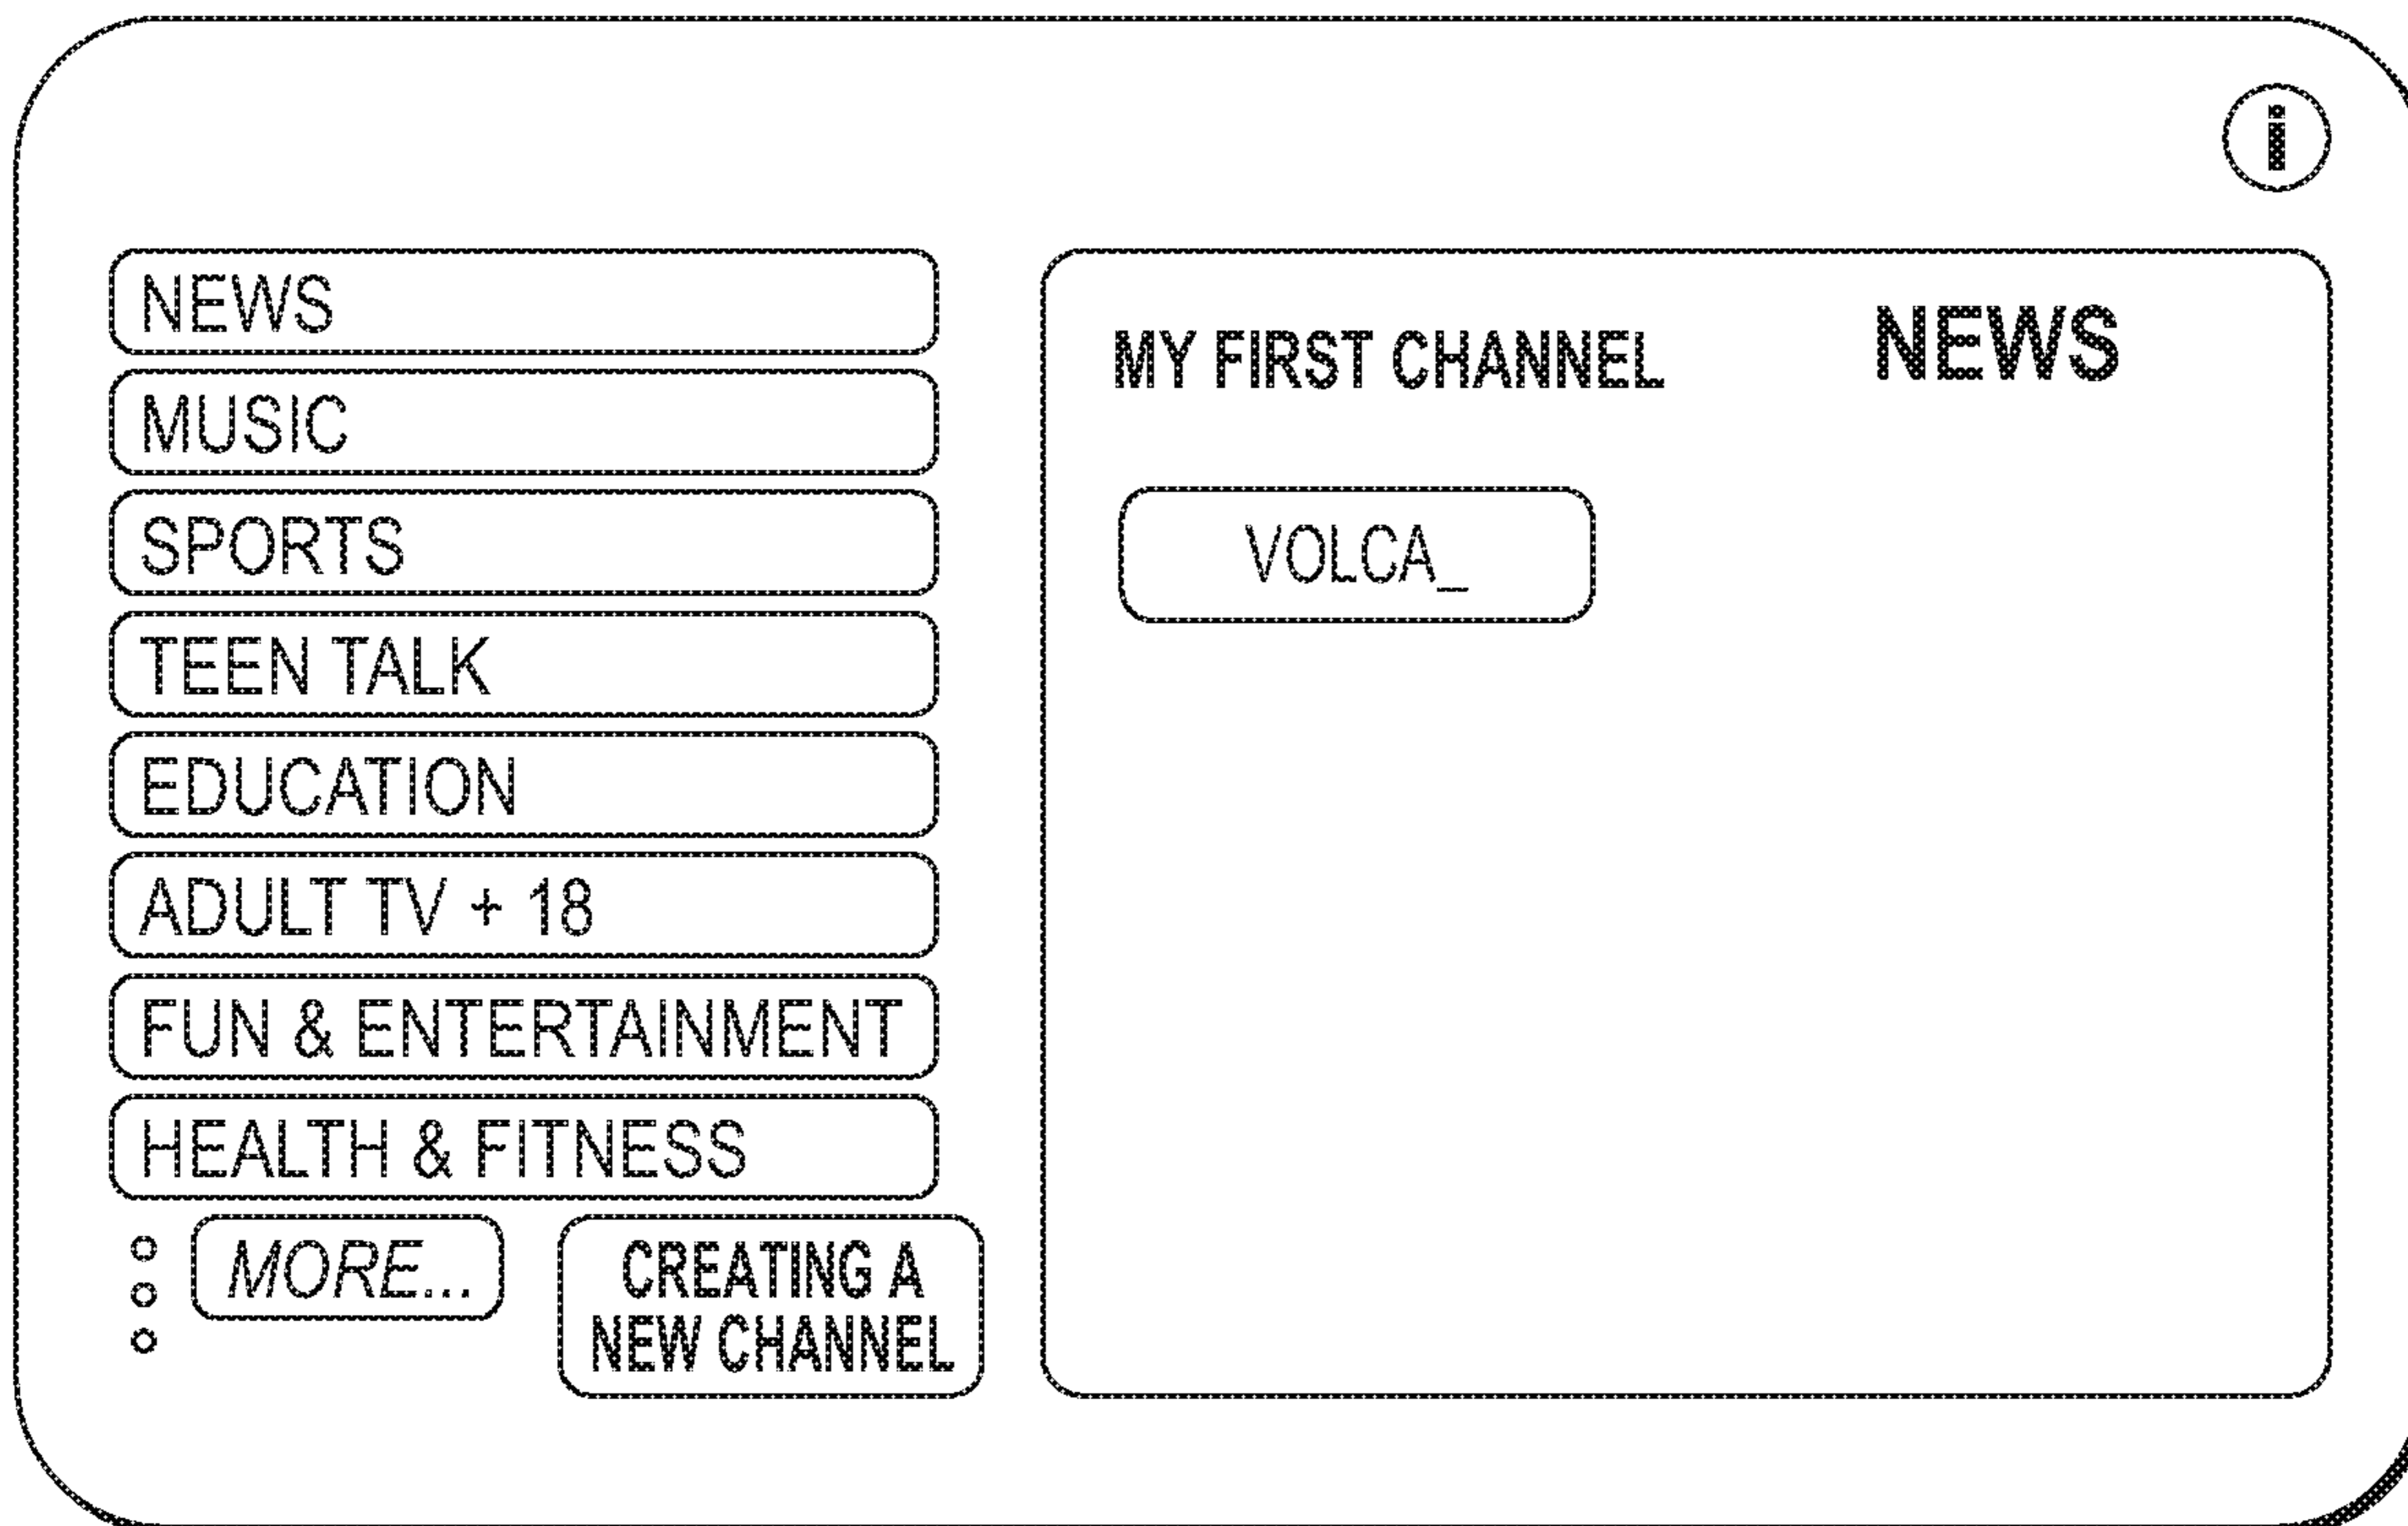 i
NEWS
MUSIC
SPORTS
TEEN TALK
EDUCATION
ADULT TV + 18
FUN & ENTERTAINMENT
HEALTH & FITNESS
MORE...
CREATING A
NEW CHANNEL
MY FIRST CHANNEL
NEWS
VOLCA_